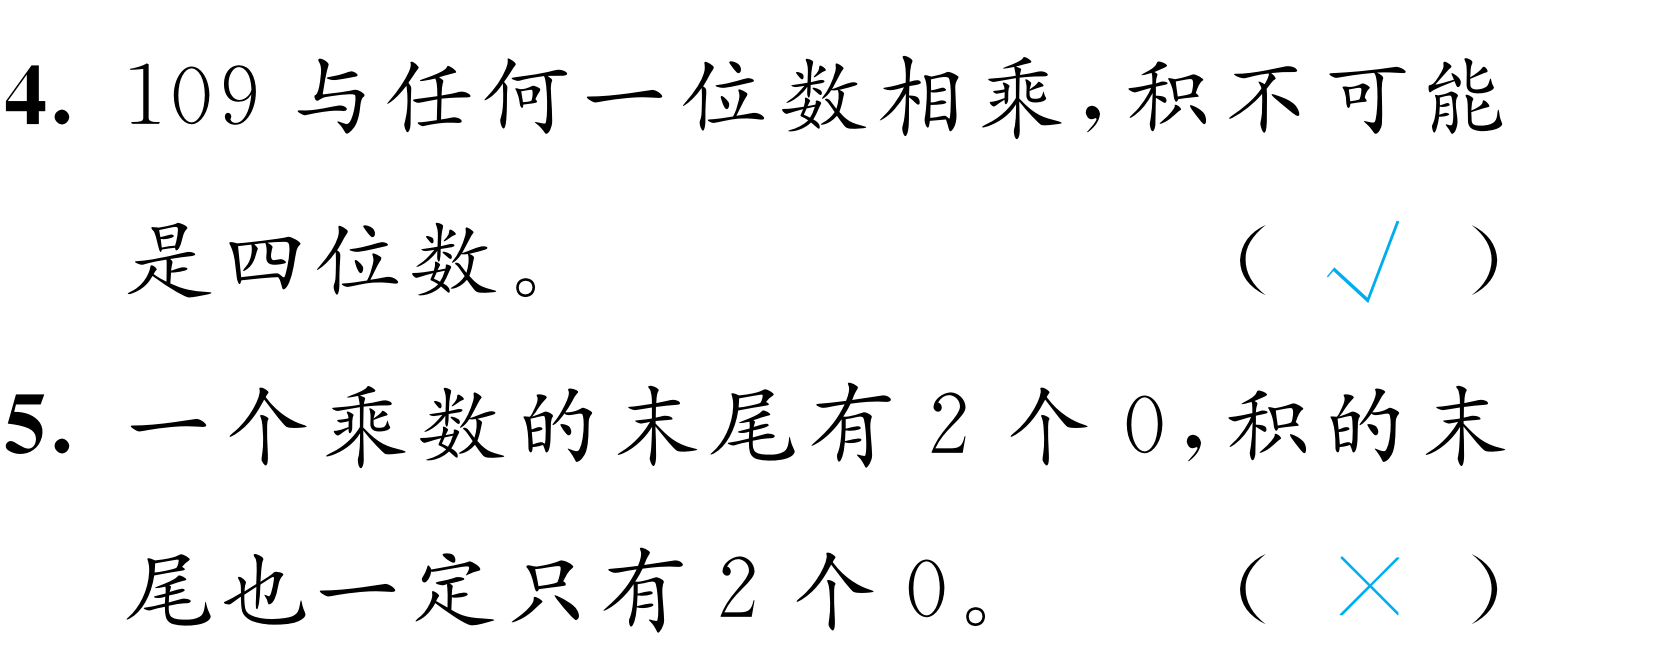 4. 109 与任何一位数相乘,积不可能
是四位数。 ( √ )
5. 一个乘数的末尾有 2 个 0,积的末
尾也一定只有 2 个 0。 ( × )